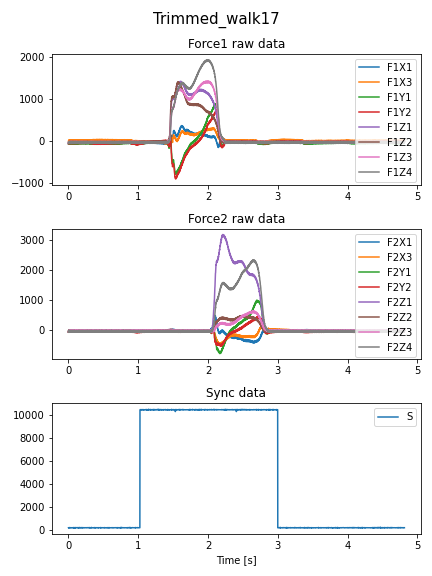 Trimmed_walk17
Force1 raw data
2000
1000
0
−1000
F1X1
F1X3
F1Y1
F1Y2
F1Z1
F1Z2
F1Z3
F1Z4
0 1 2 3 4 5
Force2 raw data
3000
2000
1000
0
F2X1
F2X3
F2Y1
F2Y2
F2Z1
F2Z2
F2Z3
F2Z4
0 1 2 3 4 5
Sync data
10000
8000
6000
4000
2000
0
S
0 1 2 3 4 5
Time [s]